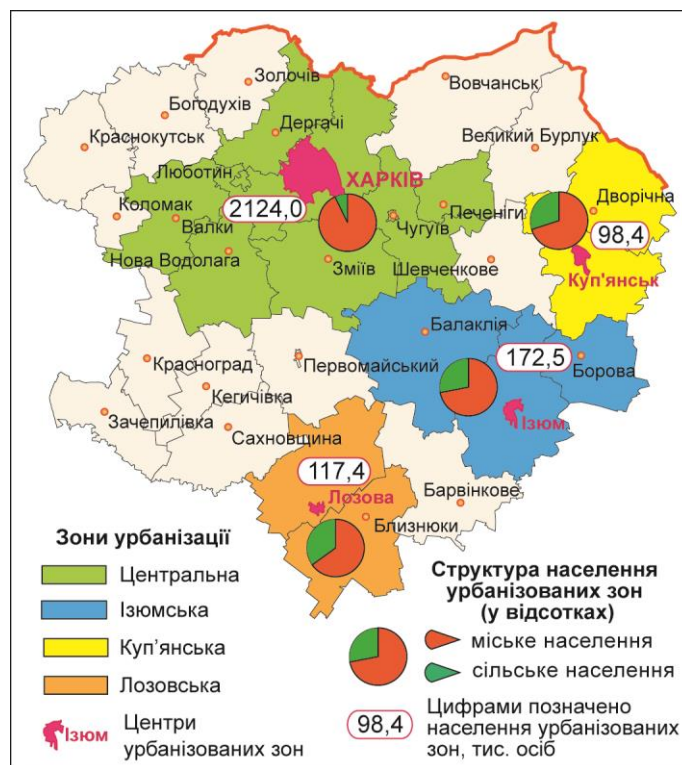 Золочів
Вовчанськ
Богодухів
Дергачі
Великий Бурлук
Краснокутськ
Люботин
ХАРКІВ
Дворічна
Коломак
2124,0
Печеніги
Валки
Чугуїв
98,4
Нова Водолага
Зміїв
Шевченкове
Куп'янськ
Балаклія
172,5
Красноград
Первомайський
Борова
Кегичівка
Зачепилівка
Ізюм
Сахновщина
117,4
Барвінкове
Лозова
Близнюки
Зони урбанізації
Центральна
Ізюмська
Куп’янська
Лозовська
Ізюм
Центри
урбанізованих зон
Структура населення
урбанізованих зон
(у відсотках)
міське населення
сільське населення
98,4
Цифрами позначено
населення урбанізованих
зон, тис. осіб